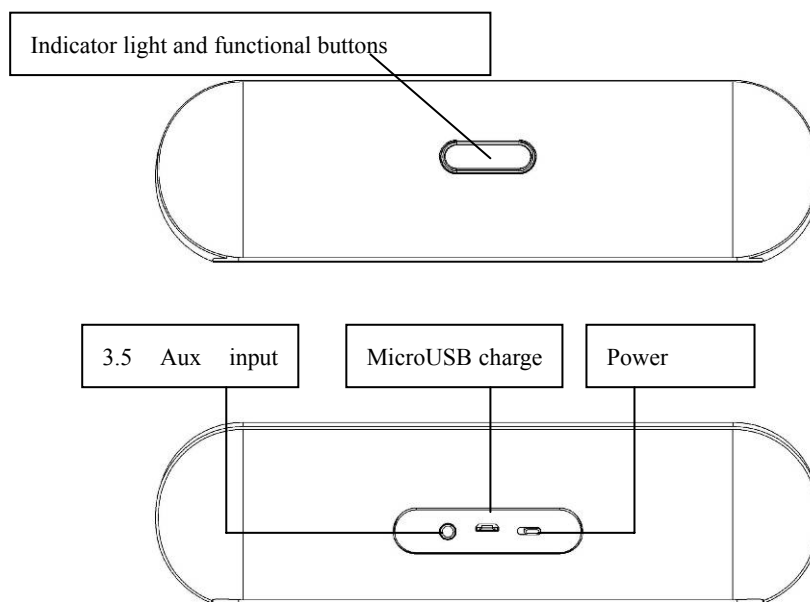 Indicator light and functional buttons
3.5 Aux input
MicroUSB charge
Power